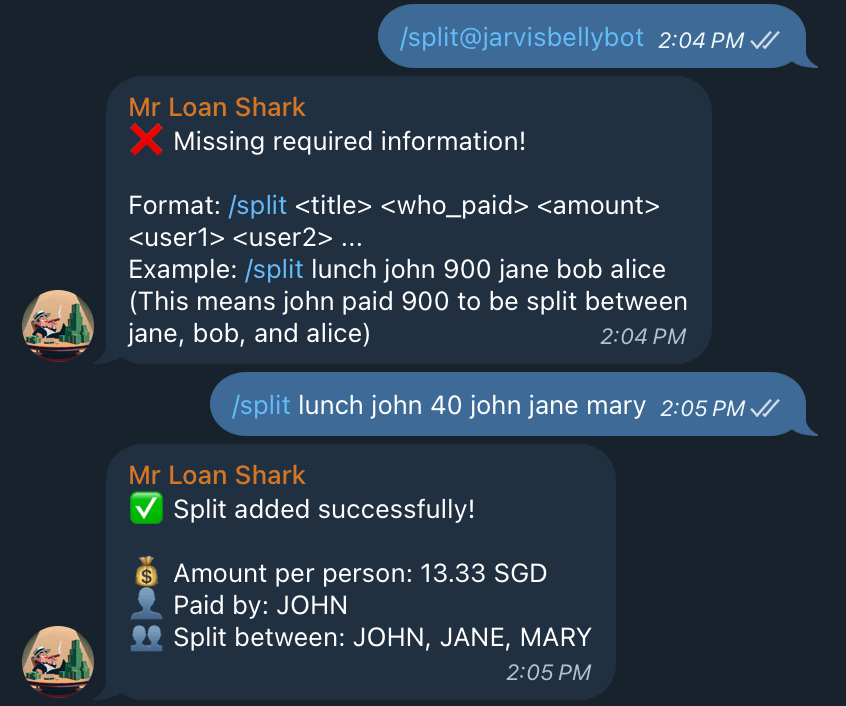 /split@jarvisbellybot 2:04 PM
Mr Loan Shark
❌ Missing required information!
Format: /split <title> <who_paid> <amount>
<user1> <user2> ...
Example: /split lunch john 900 jane bob alice
(This means john paid 900 to be split between
jane, bob, and alice) 2:04 PM
/split lunch john 40 john jane mary 2:05 PM
Mr Loan Shark
✅ Split added successfully!
💰 Amount per person: 13.33 SGD
👤 Paid by: JOHN
👥 Split between: JOHN, JANE, MARY
2:05 PM